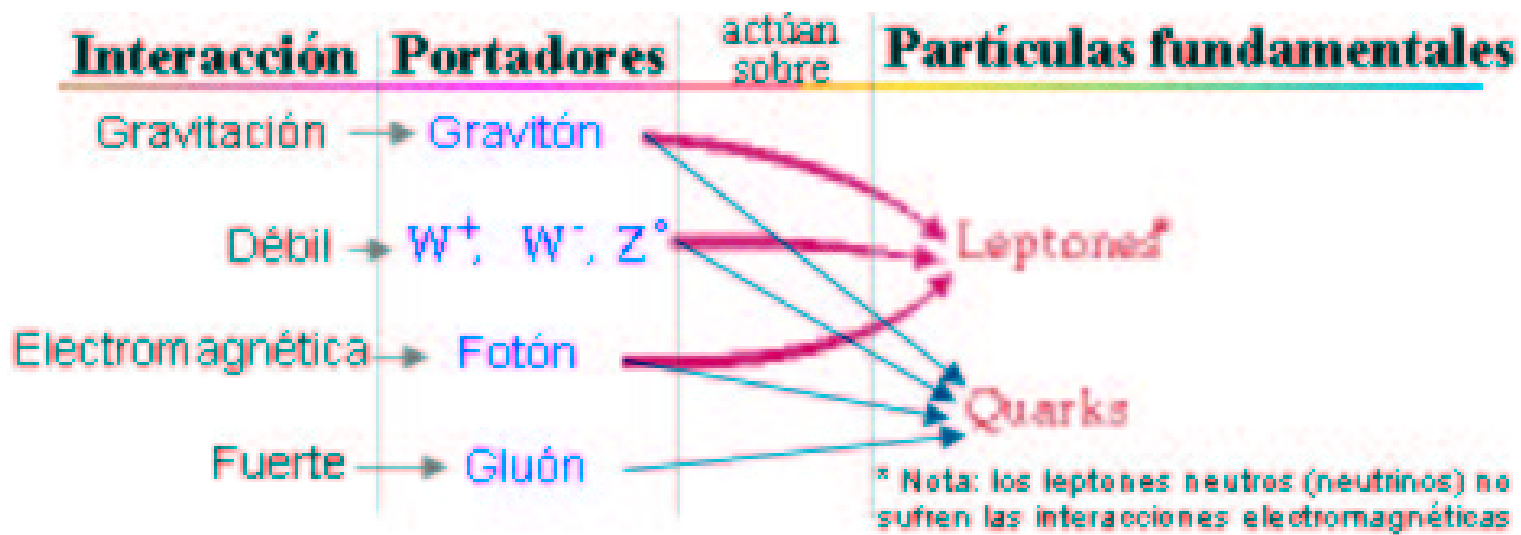 Interacción Portadores actúan sobre Partículas fundamentales
Gravitación Gravitón
Débil W⁺, W⁻, Z° Leptones*
Electromagnética Fotón
Quarks
Fuerte Gluón
* Nota: los leptones neutros (neutrinos) no
sufren las interacciones electromagnéticas